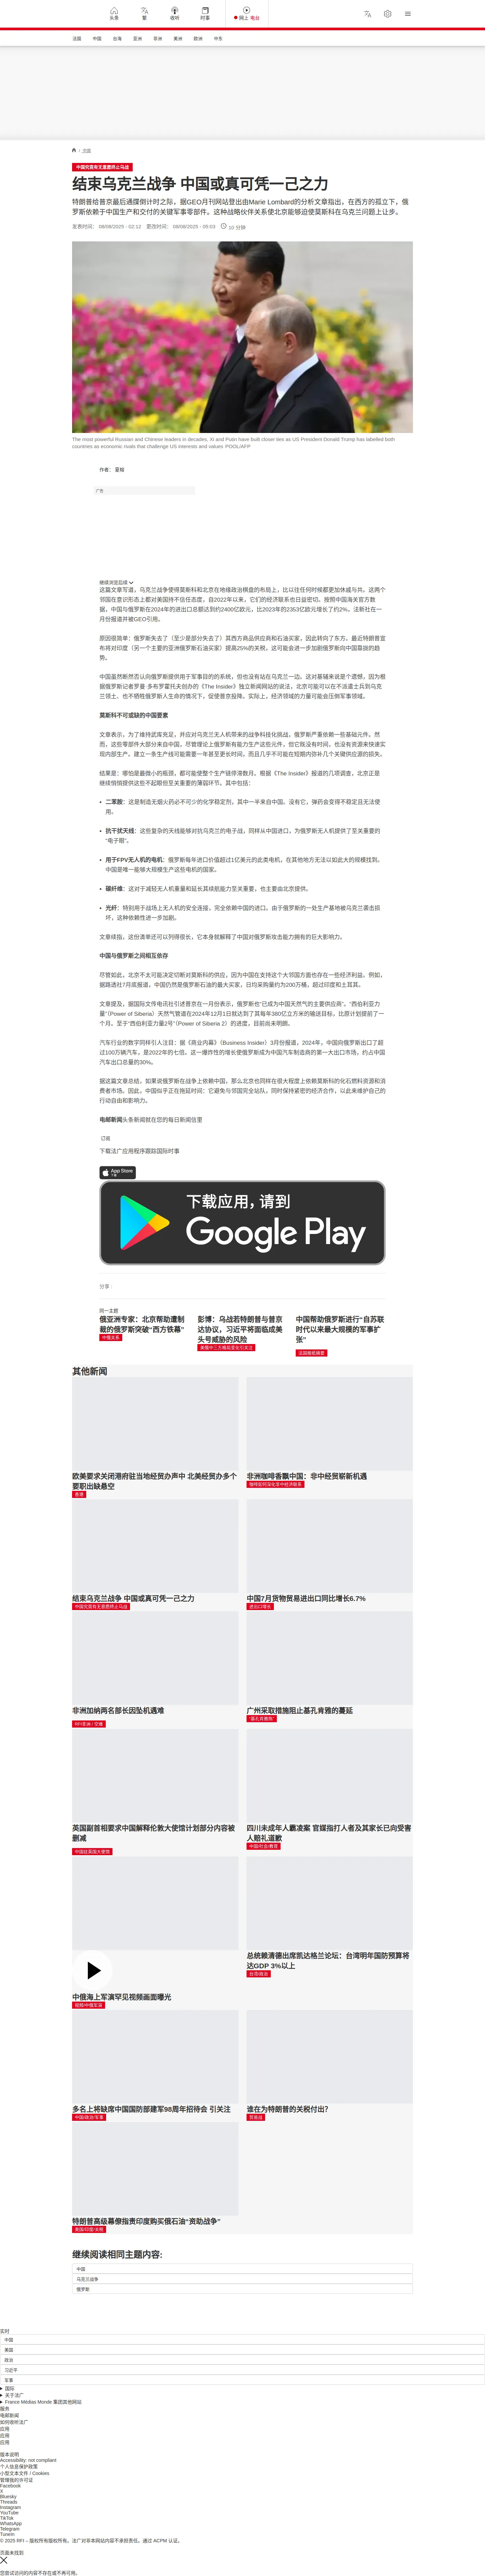 头条
繁
收听
时事
网上 电台
法国
中国
台湾
亚洲
非洲
美洲
欧洲
中东
/ 中国
中国究竟有无意愿终止乌战
结束乌克兰战争 中国或真可凭一己之力
特朗普给普京最后通牒倒计时之际，据GEO月刊网站登出由Marie Lombard的分析文章指出，在西方的孤立下，俄罗斯依赖于中国生产和交付的关键军事零部件。这种战略伙伴关系使北京能够迫使莫斯科在乌克兰问题上让步。
发表时间： 08/08/2025 - 02:12 更改时间： 08/08/2025 - 05:03 10 分钟
The most powerful Russian and Chinese leaders in decades, Xi and Putin have built closer ties as US President Donald Trump has labelled both countries as economic rivals that challenge US interests and values. POOL/AFP
作者： 夏榕
广告
继续浏览后续
这篇文章写道，乌克兰战争使得莫斯科和北京在地缘政治棋盘的布局上，比以往任何时候都更加休戚与共。这两个邻国在意识形态上都对美国持不信任态度，自2022年以来，它们的经济联系也日益密切。按照中国海关官方数据，中国与俄罗斯在2024年的进出口总额达到约2400亿欧元，比2023年的2353亿欧元增长了约2%。法新社在一月份报道并被GEO引用。
原因很简单：俄罗斯失去了（至少是部分失去了）其西方商品供应商和石油买家，因此转向了东方。最近特朗普宣布将对印度（另一个主要的亚洲俄罗斯石油买家）提高25%的关税，这可能会进一步加剧俄罗斯向中国靠拢的趋势。
中国虽然断然否认向俄罗斯提供用于军事目的的系统，但也没有站在乌克兰一边。这对基辅来说是个遗憾，因为根据俄罗斯记者罗曼·多布罗霍托夫创办的《The Insider》独立新闻网站的说法，北京可能可以在不派遣士兵到乌克兰领土，也不牺牲俄罗斯人生命的情况下，促使普京投降。实际上，经济领域的力量可能会压倒军事领域。
莫斯科不可或缺的中国要素
文章表示，为了维持武库充足，并应对乌克兰无人机带来的战争科技化挑战，俄罗斯严重依赖一些基础元件。然而，这些零部件大部分来自中国。尽管理论上俄罗斯有能力生产这些元件，但它既没有时间，也没有资源来快速实现内部生产。建立一条生产线可能需要一年甚至更长时间，而且几乎不可能在短期内弥补几个关键供应源的损失。
结果是：哪怕是最微小的瓶颈，都可能使整个生产链停滞数月。根据《The Insider》报道的几项调查，北京正是继续悄悄提供这些不起眼但至关重要的薄弱环节。其中包括：
• 二苯胺：这是制造无烟火药必不可少的化学稳定剂，其中一半来自中国。没有它，弹药会变得不稳定且无法使用。
• 抗干扰天线：这些复杂的天线能够对抗乌克兰的电子战，同样从中国进口，为俄罗斯无人机提供了至关重要的“电子眼”。
• 用于FPV无人机的电机：俄罗斯每年进口价值超过1亿美元的此类电机，在其他地方无法以如此大的规模找到。中国是唯一能够大规模生产这些电机的国家。
• 碳纤维：这对于减轻无人机重量和延长其续航能力至关重要，也主要由北京提供。
• 光纤：特别用于战场上无人机的安全连接，完全依赖中国的进口。由于俄罗斯的一处生产基地被乌克兰袭击损坏，这种依赖性进一步加剧。
文章续指，这份清单还可以列得很长，它本身就解释了中国对俄罗斯攻击能力拥有的巨大影响力。
中国与俄罗斯之间相互依存
尽管如此，北京不太可能决定切断对莫斯科的供应，因为中国在支持这个大邻国方面也存在一些经济利益。例如，据路透社7月底报道，中国仍然是俄罗斯石油的最大买家，日均采购量约为200万桶，超过印度和土耳其。
文章提及，据国际文传电讯社引述普京在一月份表示，俄罗斯也“已成为中国天然气的主要供应商”。“西伯利亚力量”（Power of Siberia）天然气管道在2024年12月1日就达到了其每年380亿立方米的输送目标，比原计划提前了一个月。至于“西伯利亚力量2号”（Power of Siberia 2）的进度，目前尚未明朗。
汽车行业的数字同样引人注目：据《商业内幕》（Business Insider）3月份报道，2024年，中国向俄罗斯出口了超过100万辆汽车，是2022年的七倍。这一爆炸性的增长使俄罗斯成为中国汽车制造商的第一大出口市场，约占中国汽车出口总量的30%。
据这篇文章总结，如果说俄罗斯在战争上依赖中国，那么北京也同样在很大程度上依赖莫斯科的化石燃料资源和消费者市场。因此，中国似乎正在拖延时间：它避免与邻国完全站队，同时保持紧密的经济合作，以此来维护自己的行动自由和影响力。
电邮新闻头条新闻就在您的每日新闻信里
订阅
下载法广应用程序跟踪国际时事
App Store
下载应用，请到
Google Play
分享 :
同一主题
俄亚洲专家：北京帮助遭制裁的俄罗斯突破“西方铁幕”
中俄关系
彭博：乌战若特朗普与普京达协议，习近平将面临成美头号威胁的风险
美俄中三方格局变化引关注
中国帮助俄罗斯进行“自苏联时代以来最大规模的军事扩张”
法国报纸摘要
其他新闻
欧美要求关闭港府驻当地经贸办声中 北美经贸办多个要职出缺悬空
香港
非洲咖啡香飘中国：非中经贸崭新机遇
咖啡如何深化非中经济联系
结束乌克兰战争 中国或真可凭一己之力
中国究竟有无意愿终止乌战
中国7月货物贸易进出口同比增长6.7%
进出口增长
非洲加纳两名部长因坠机遇难
RFI非洲 / 空难
广州采取措施阻止基孔肯雅的蔓延
“基孔肯雅热”
英国副首相要求中国解释伦敦大使馆计划部分内容被删减
中国驻英国大使馆
四川未成年人霸凌案 官媒指打人者及其家长已向受害人赔礼道歉
中国/社会/教育
中俄海上军演罕见视频画面曝光
视频/中俄军演
总统赖清德出席凯达格兰论坛：台湾明年国防预算将达GDP 3%以上
台湾/政治
多名上将缺席中国国防部建军98周年招待会 引关注
中国/政治/军事
谁在为特朗普的关税付出?
贸易战
特朗普高级幕僚指责印度购买俄石油“资助战争”
美国/印度/关税
继续阅读相同主题内容:
中国
乌克兰战争
俄罗斯
实时
中国
美国
政治
习近平
军事
国际
关于法广
France Médias Monde 集团其他网站
服务
电邮新闻
如何收听法广
应用
应用
应用
版本说明
Accessibility: not compliant
个人信息保护政策
小型文本文件 / Cookies
管理我的许可证
Facebook
X
Bluesky
Threads
Instagram
YouTube
TikTok
WhatsApp
Telegram
TuneIn
© 2025 RFI – 版权所有版权所有。法广对非本网站内容不承担责任。通过 ACPM 认证。
页面未找到
您尝试访问的内容不存在或不再可用。